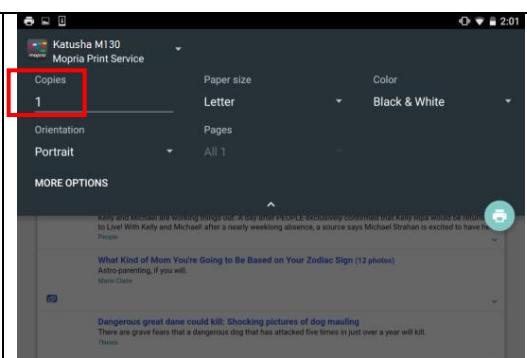 2:01
Katusha M130
mopria Mopria Print Service
Copies Paper size Color
1 Letter Black & White
Orientation Pages
Portrait All 1
MORE OPTIONS
Kelly and Michael are working things out. A day after PEOPLE exclusively confirmed that Kelly Ripa would be
to Live! With Kelly and Michael! after a nearly weeklong absence, a source says Michael Strahan is excited to have
People
What Kind of Mom You're Going to Be Based on Your Zodiac Sign (12 photos)
Astro-parenting, if you will.
Marie Claire
Dangerous great dane could kill: Shocking pictures of dog mauling
There are grave fears that a dangerous dog that has attacked five times in just over a year will kill.